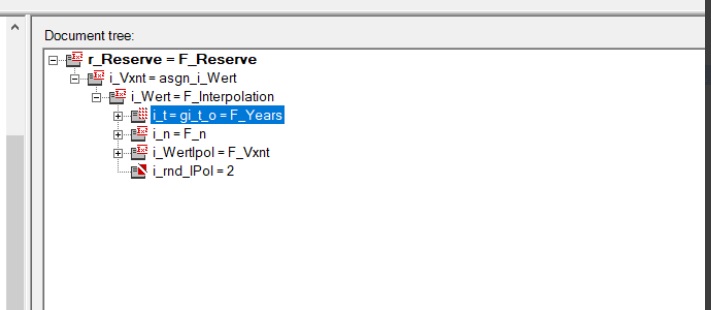 Document tree:
r_Reserve = F_Reserve
i_Vxnt = asgn_i_Wert
i_Wert = F_Interpolation
i_t = gi_t_o = F_Years
i_n = F_n
i_WertIpol = F_Vxnt
i_rnd_IPol = 2